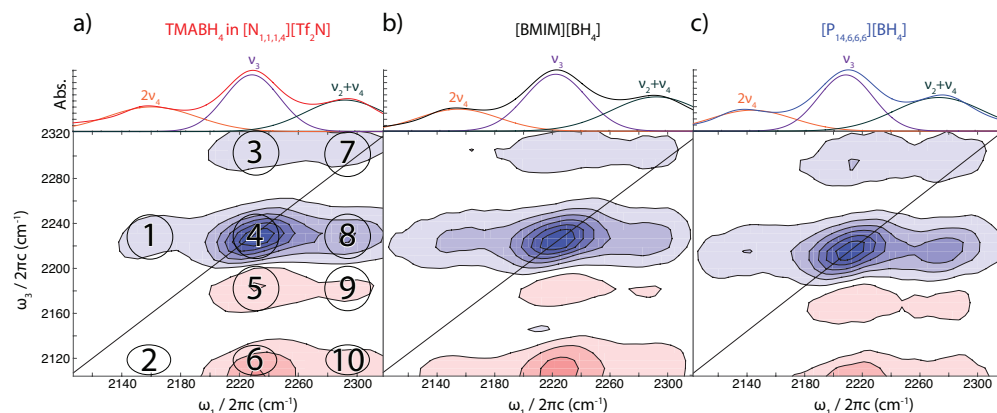 a) TMABH₄ in [N₁,₁,₁,₄][Tf₂N]
b) [BMIM][BH₄]
c) [P₁₄,₆,₆,₆][BH₄]
Abs.
2ν₄ ν₃ ν₂+ν₄
2ν₄ ν₃ ν₂+ν₄
2ν₄ ν₃ ν₂+ν₄
ω₃ / 2πc (cm⁻¹)
2320
2280
2240
2200
2160
2120
3 7
1 4 8
5 9
2 6 10
2140 2180 2220 2260 2300
2140 2180 2220 2260 2300
2140 2180 2220 2260 2300
ω₁ / 2πc (cm⁻¹)
ω₁ / 2πc (cm⁻¹)
ω₁ / 2πc (cm⁻¹)